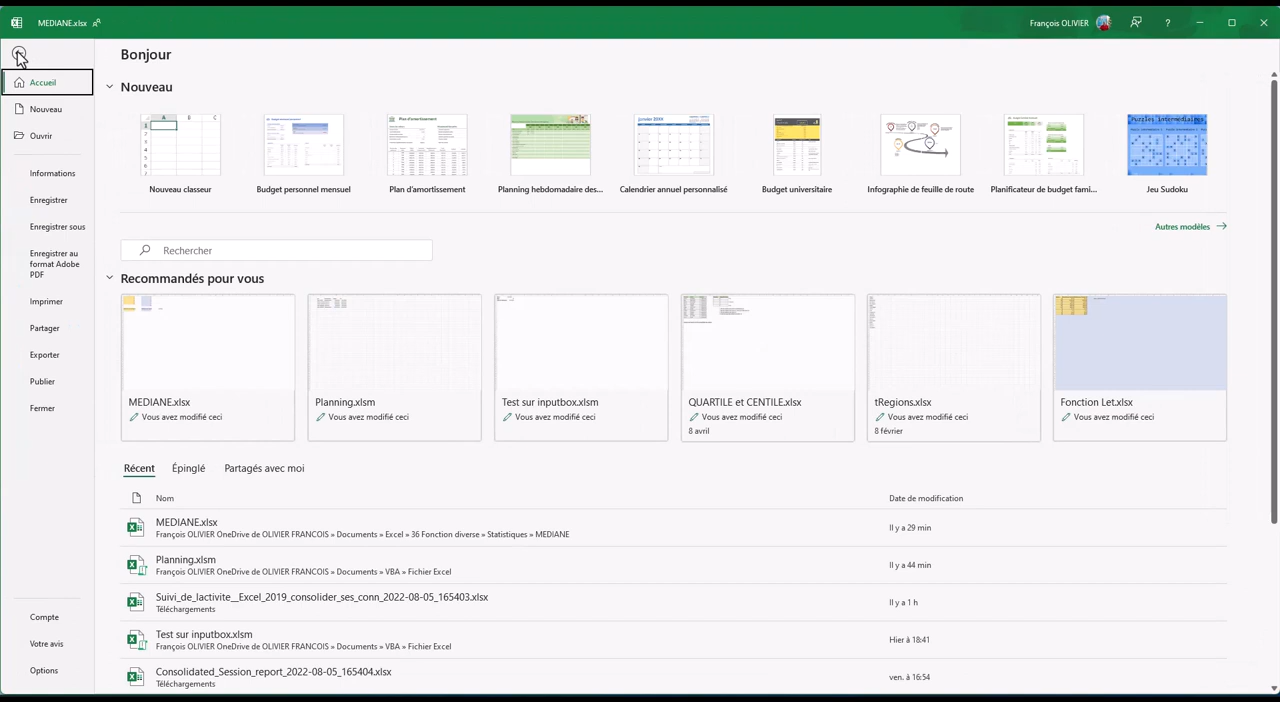 MEDIANE.xlsx
François OLIVIER
?
Bonjour
Accueil
Nouveau
Ouvrir
Informations
Enregistrer
Enregistrer sous
Enregistrer au
format Adobe
PDF
Imprimer
Partager
Exporter
Publier
Fermer
Compte
Votre avis
Options
Nouveau
Nouveau classeur
Budget personnel mensuel
Plan d'amortissement
Planning hebdomadaire des...
Calendrier annuel personnalisé
Budget universitaire
Infographie de feuille de route
Planificateur de budget fami...
Jeu Sudoku
Autres modèles
Rechercher
Recommandés pour vous
MEDIANE.xlsx
Vous avez modifié ceci
Planning.xlsm
Vous avez modifié ceci
Test sur inputbox.xlsm
Vous avez modifié ceci
QUARTILE et CENTILE.xlsx
Vous avez modifié ceci
8 avril
tRegions.xlsx
Vous avez modifié ceci
8 février
Fonction Let.xlsx
Vous avez modifié ceci
Récent Épinglé Partagés avec moi
Nom Date de modification
MEDIANE.xlsx
François OLIVIER OneDrive de OLIVIER FRANCOIS » Documents » Excel » 36 Fonction diverse » Statistiques » MEDIANE
Il y a 29 min
Planning.xlsm
François OLIVIER OneDrive de OLIVIER FRANCOIS » Documents » VBA » Fichier Excel
Il y a 44 min
Suivi_de_lactivite__Excel_2019_consolider_ses_conn_2022-08-05_165403.xlsx
Téléchargements
Il y a 1 h
Test sur inputbox.xlsm
François OLIVIER OneDrive de OLIVIER FRANCOIS » Documents » VBA » Fichier Excel
Hier à 18:41
Consolidated_Session_report_2022-08-05_165404.xlsx
Téléchargements
ven. à 16:54